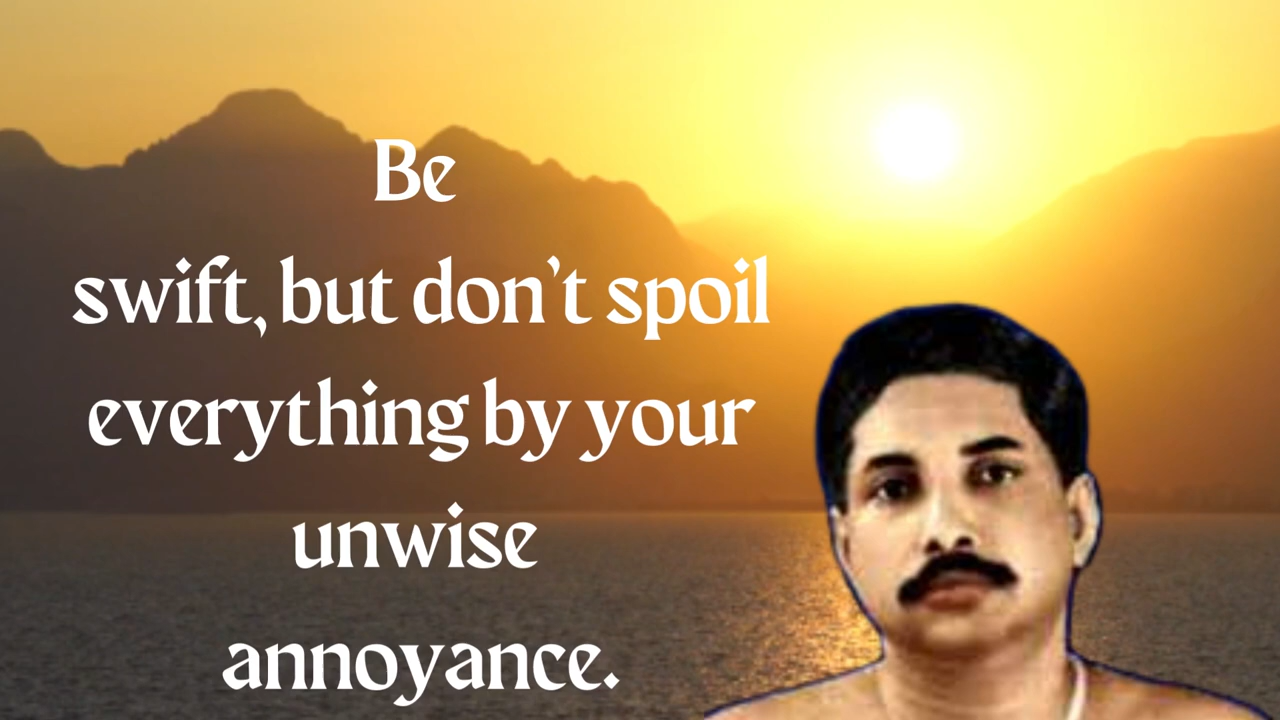 Be
swift, but don't spoil
everything by your
unwise
annoyance.